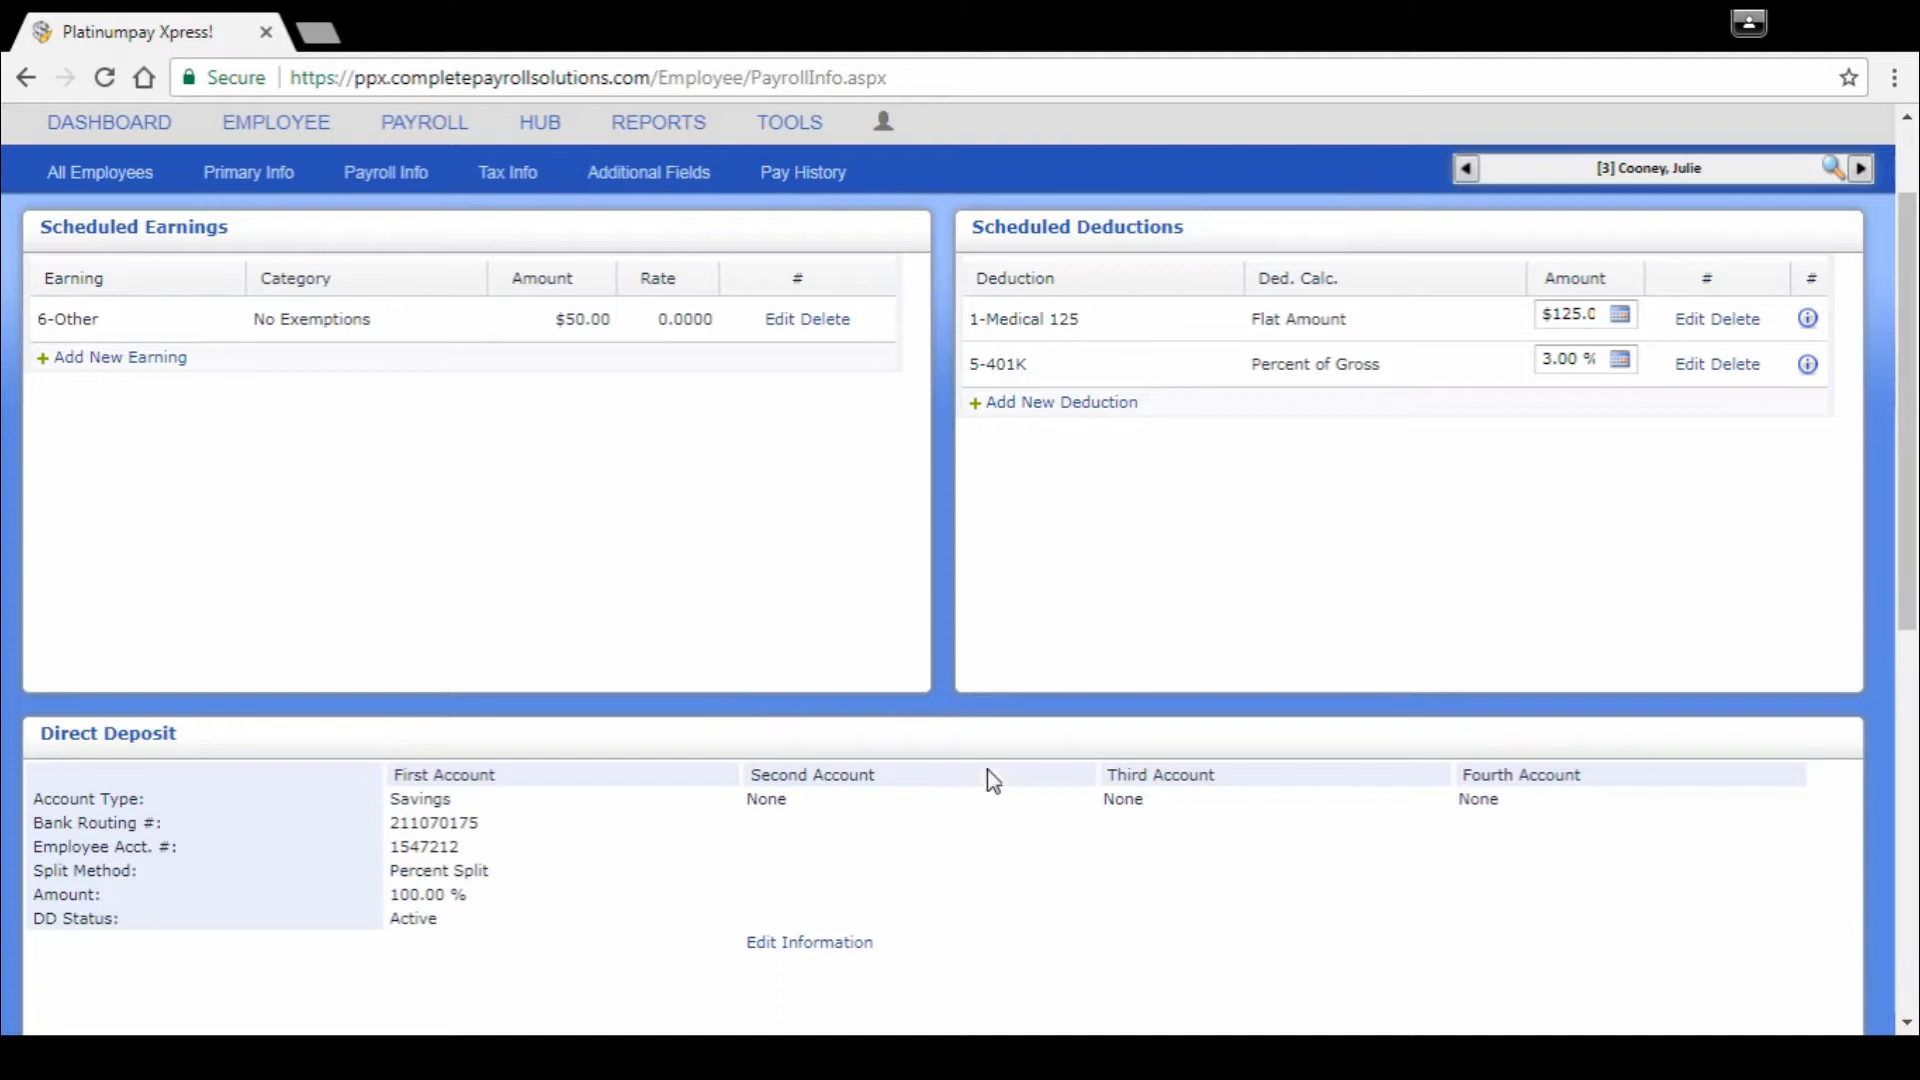 Platinumpay Xpress!
Secure https://ppx.completepayrollsolutions.com/Employee/PayrollInfo.aspx
DASHBOARD EMPLOYEE PAYROLL HUB REPORTS TOOLS
All Employees Primary Info Payroll Info Tax Info Additional Fields Pay History [3] Cooney, Julie
Scheduled Earnings
Earning Category Amount Rate #
6-Other No Exemptions $50.00 0.0000 Edit Delete
+ Add New Earning
Scheduled Deductions
Deduction Ded. Calc. Amount # #
1-Medical 125 Flat Amount $125.0 Edit Delete
5-401K Percent of Gross 3.00 % Edit Delete
+ Add New Deduction
Direct Deposit
First Account Second Account Third Account Fourth Account
Account Type: Savings None None None
Bank Routing #: 211070175
Employee Acct. #: 1547212
Split Method: Percent Split
Amount: 100.00 %
DD Status: Active
Edit Information